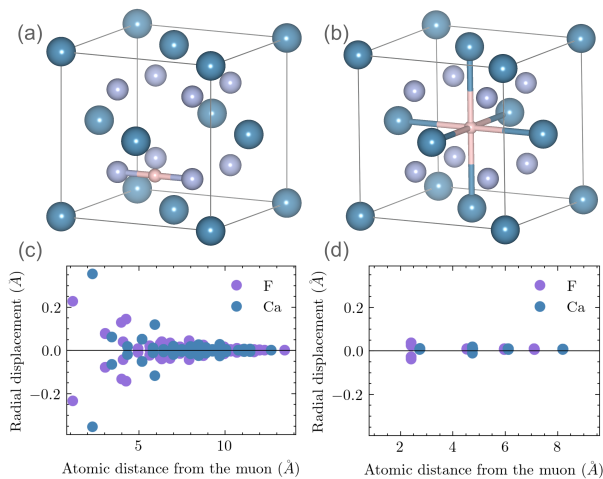 (a)
(b)
(c)
(d)
Radial displacement (Å)
0.2
0.0
−0.2
F
Ca
5
10
Atomic distance from the muon (Å)
Radial displacement (Å)
0.2
0.0
−0.2
F
Ca
2
4
6
8
Atomic distance from the muon (Å)